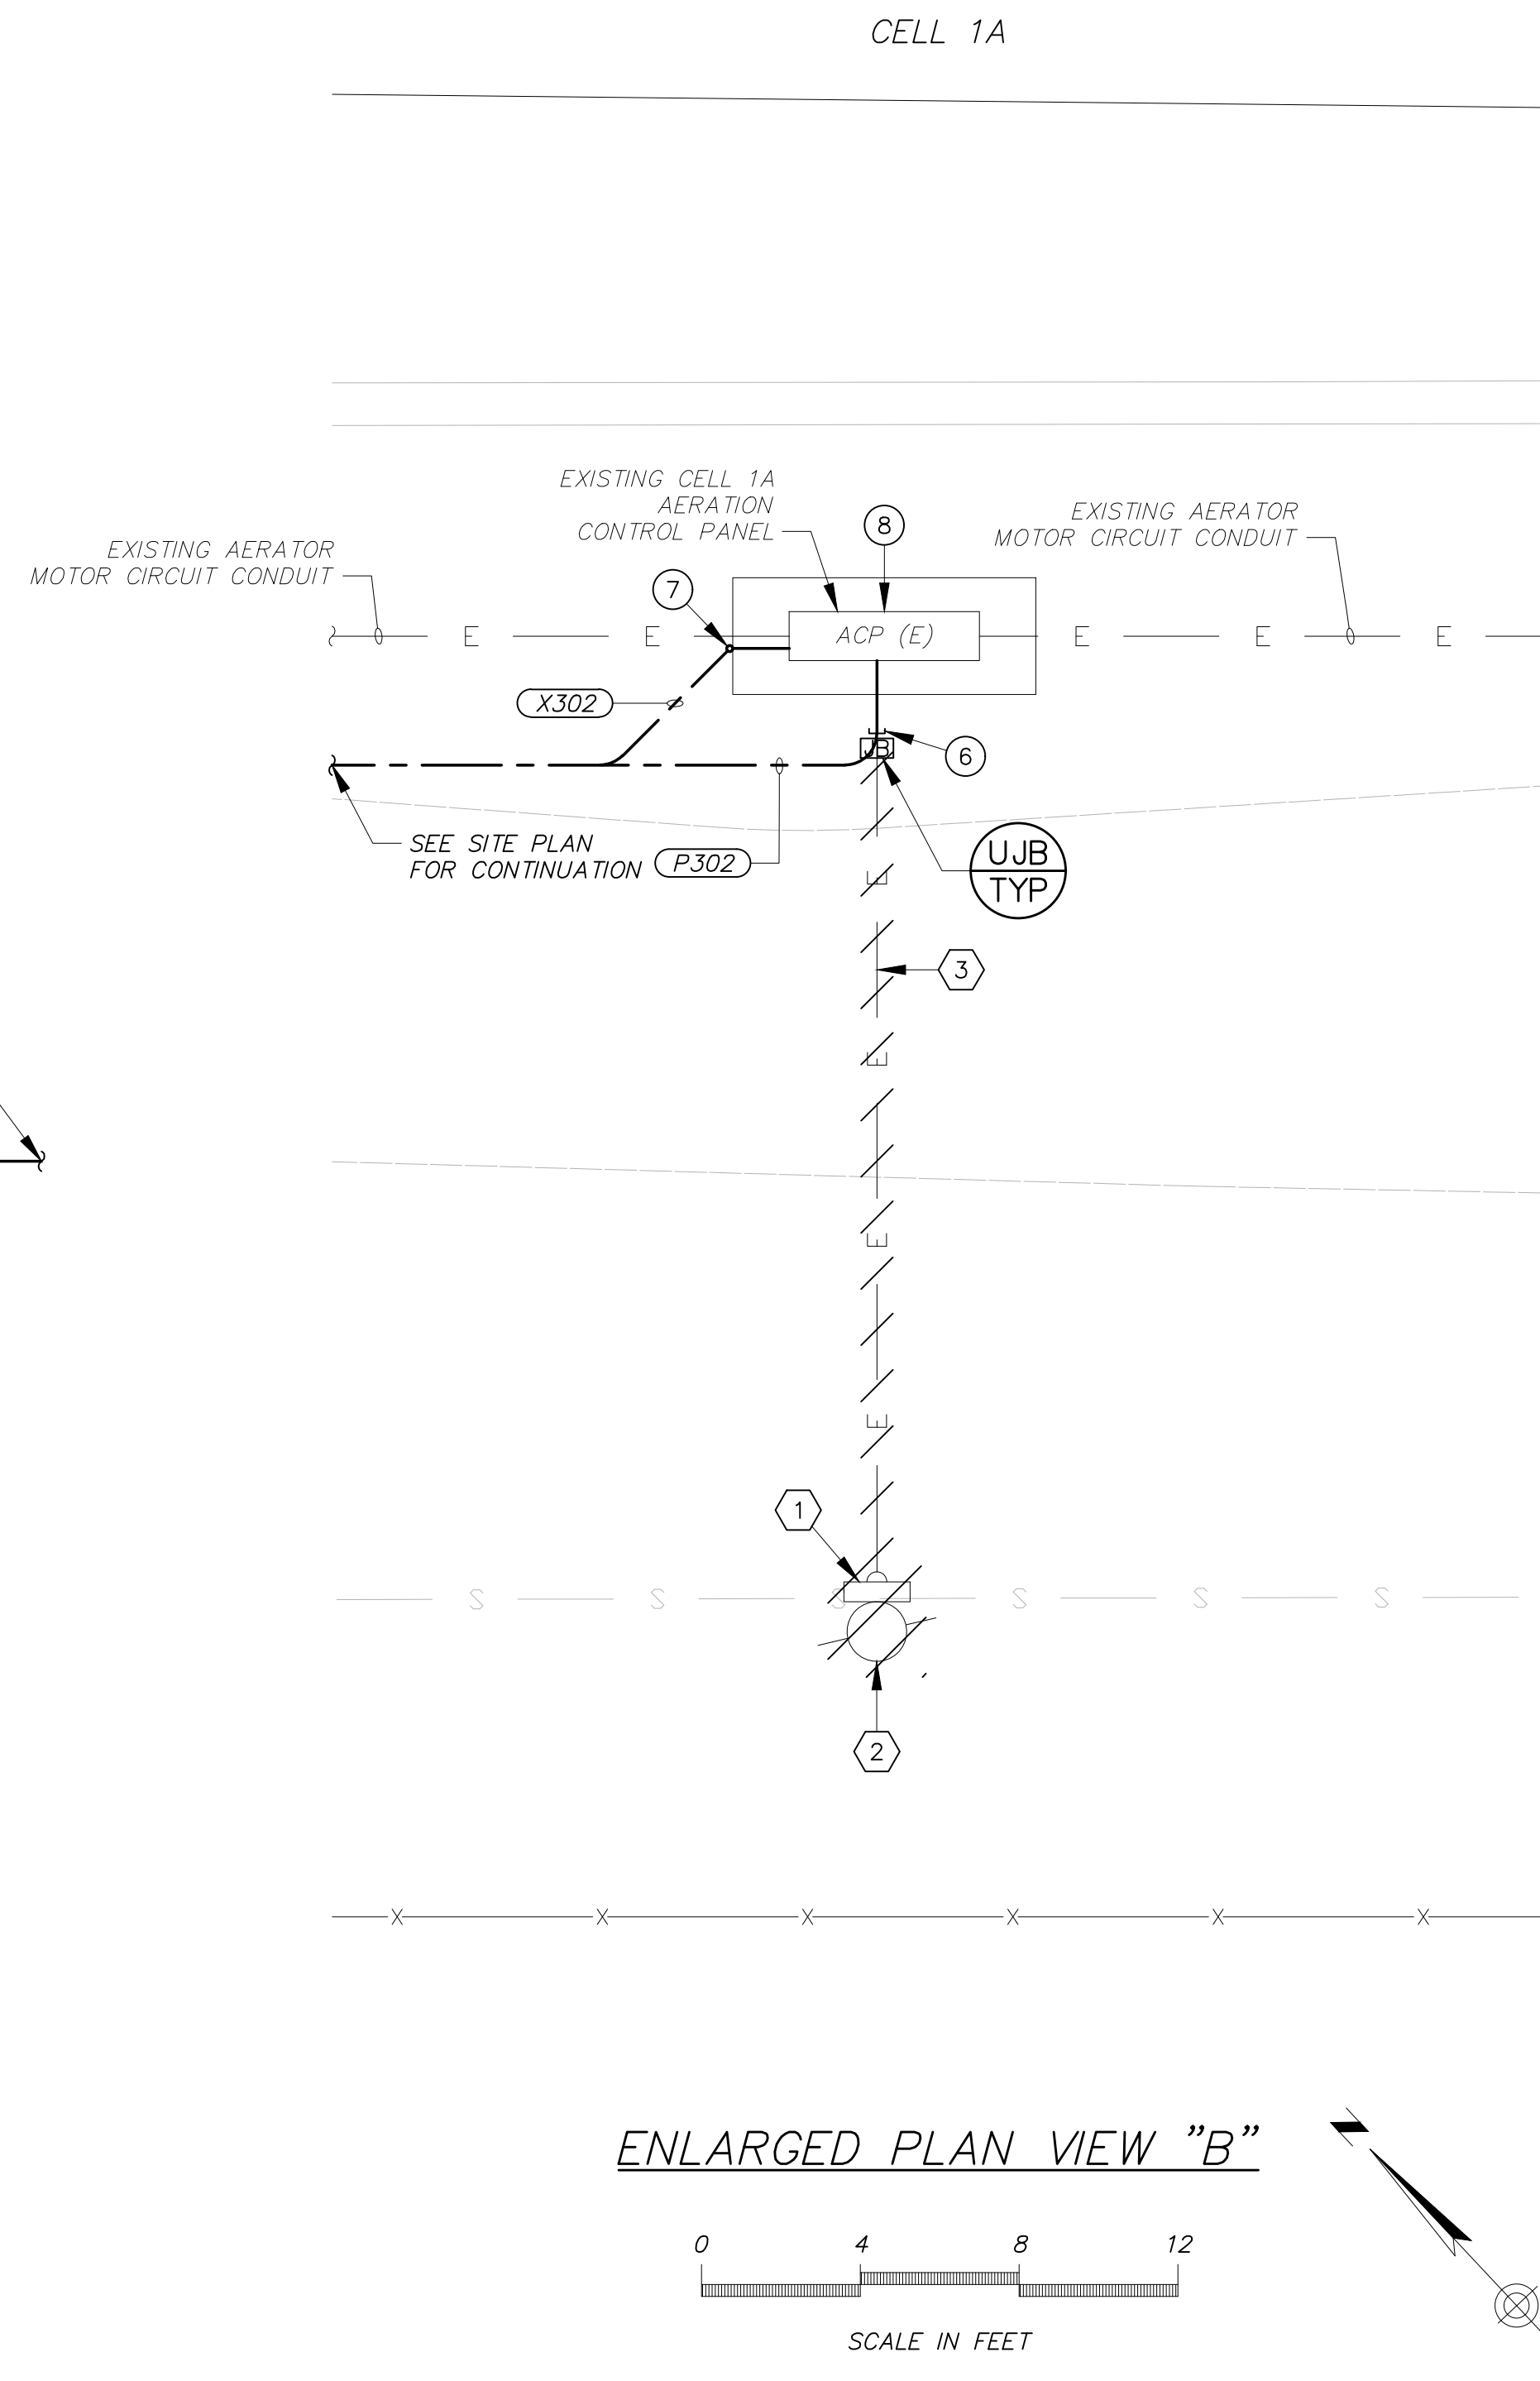 CELL 1A
EXISTING CELL 1A
AERATION
CONTROL PANEL
8
EXISTING AERATOR
MOTOR CIRCUIT CONDUIT
EXISTING AERATOR
MOTOR CIRCUIT CONDUIT
7
E E ACP (E) E E E
X302
JB
6
SEE SITE PLAN
FOR CONTINUATION
P302
UJB
TYP
E
3
E
E
E
1
S S S S S S
2
X X X X X X
ENLARGED PLAN VIEW "B"
0 4 8 12
SCALE IN FEET
N